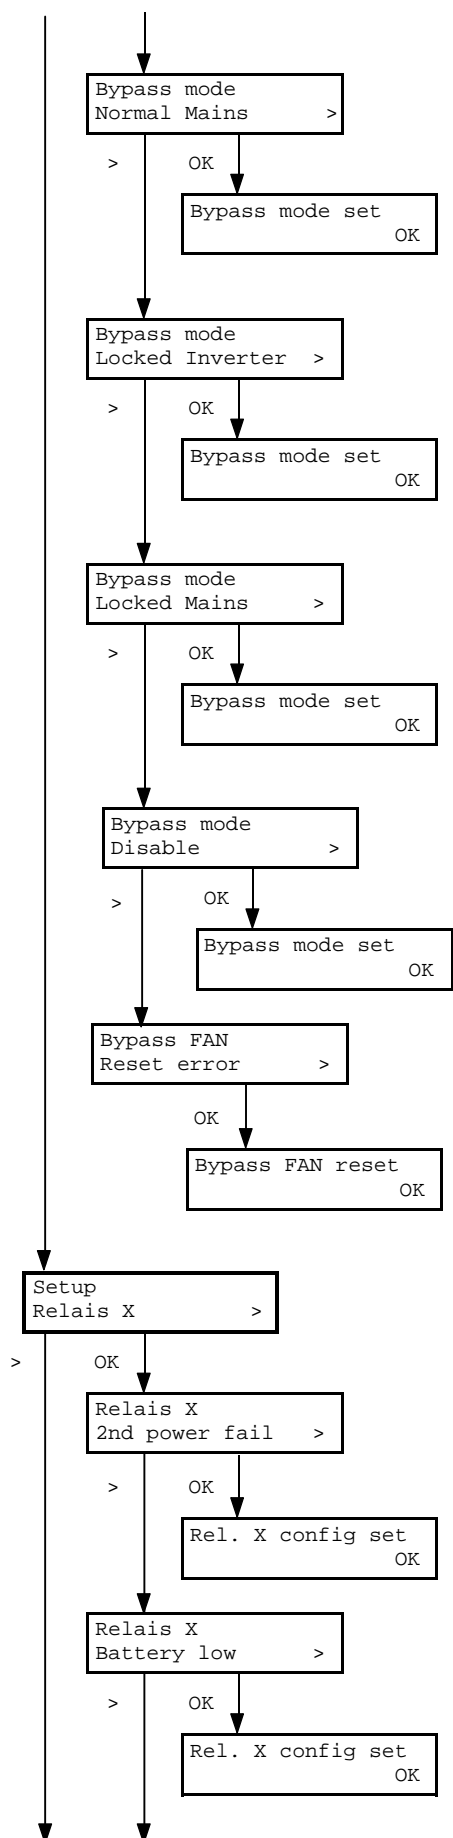 Bypass mode
Normal Mains >
> OK
Bypass mode set
OK
Bypass mode
Locked Inverter >
> OK
Bypass mode set
OK
Bypass mode
Locked Mains >
> OK
Bypass mode set
OK
Bypass mode
Disable >
> OK
Bypass mode set
OK
Bypass FAN
Reset error >
OK
Bypass FAN reset
OK
Setup
Relais X >
> OK
Relais X
2nd power fail >
> OK
Rel. X config set
OK
Relais X
Battery low >
> OK
Rel. X config set
OK